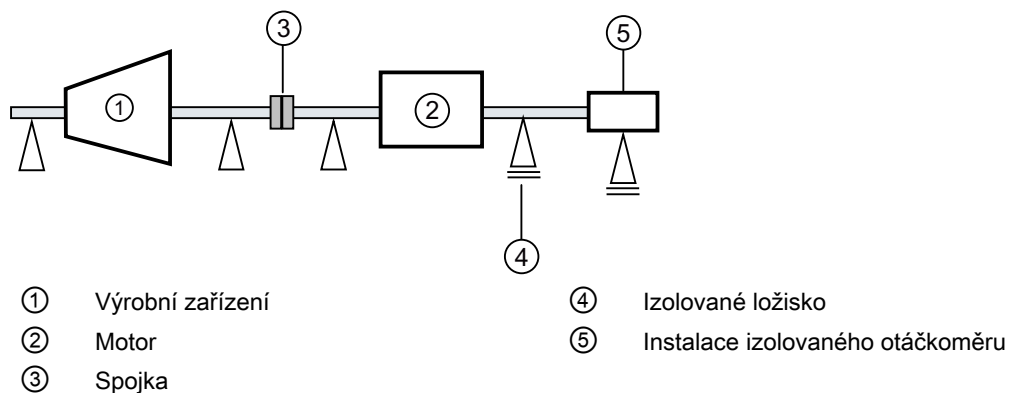 ③
⑤
①
②
④
① Výrobní zařízení
② Motor
③ Spojka
④ Izolované ložisko
⑤ Instalace izolovaného otáčkoměru